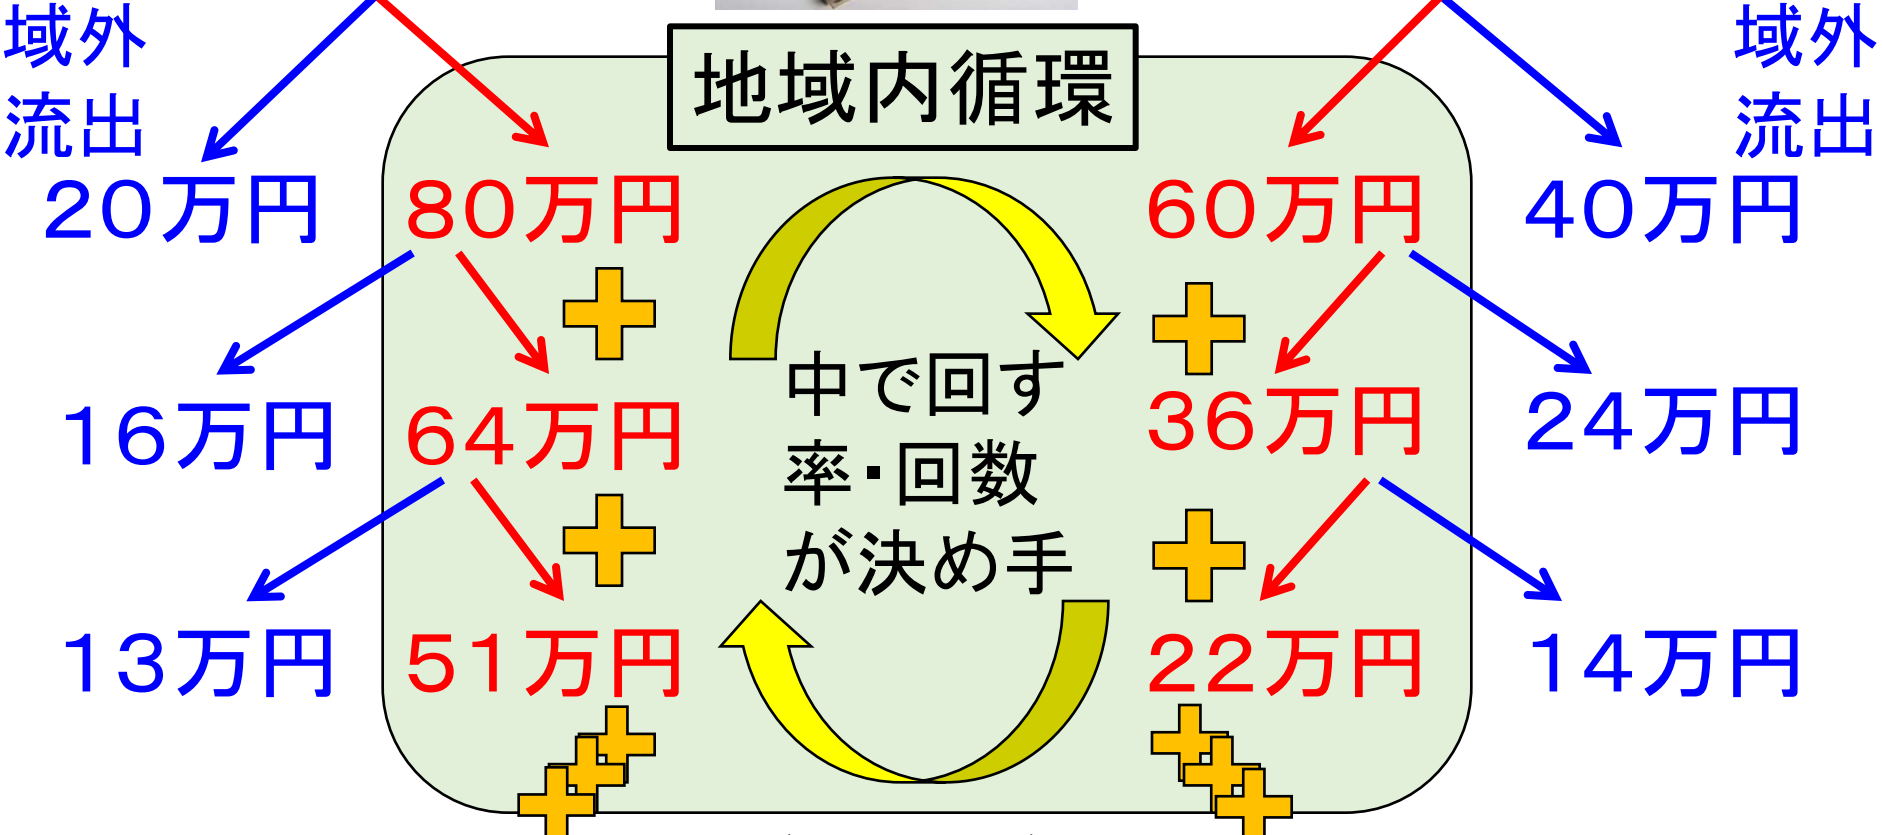 域外
流出
地域内循環
域外
流出
20万円
80万円
60万円
40万円
16万円
64万円
36万円
24万円
13万円
51万円
22万円
14万円
中で回す
率・回数
が決め手